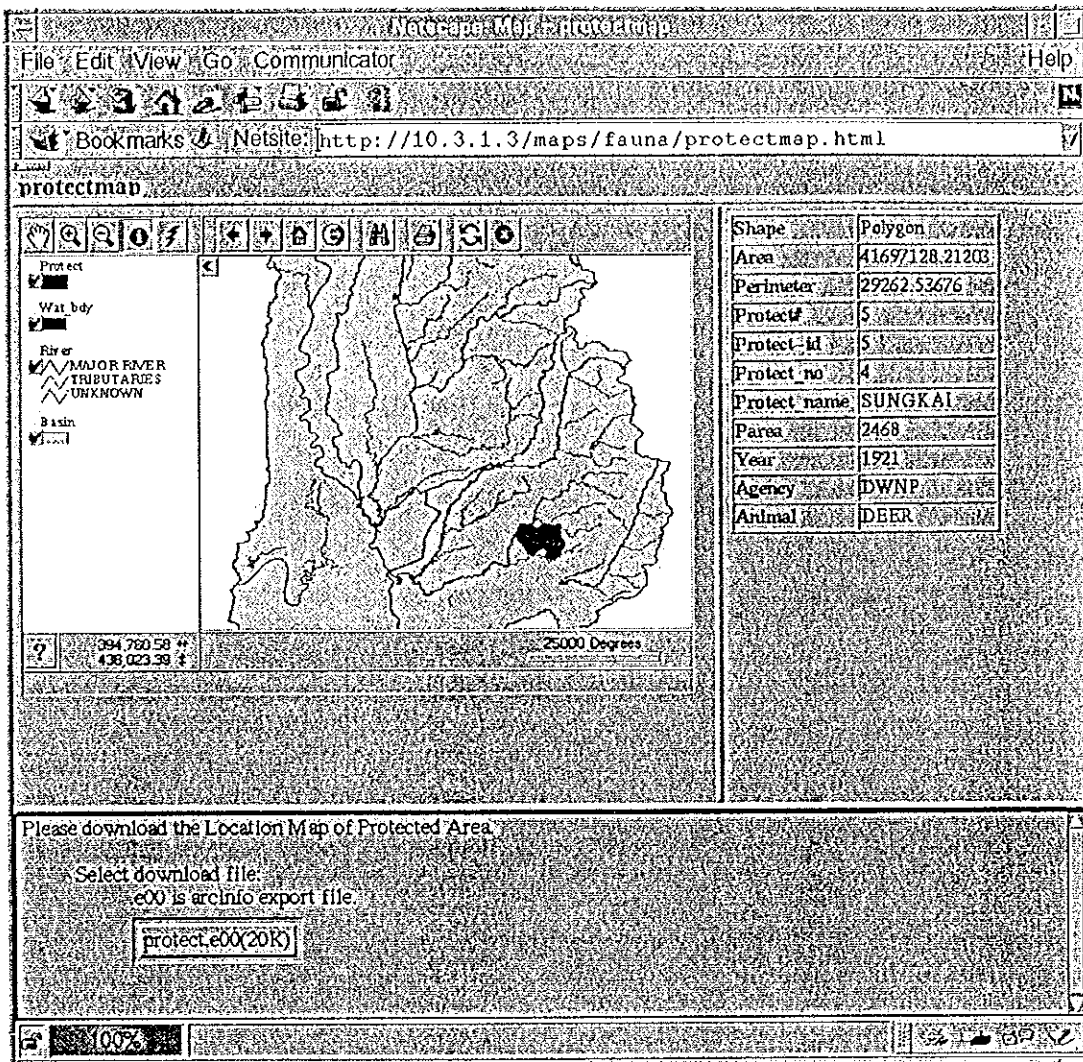 Netscape: Map - protectmap
File Edit View Go Communicator Help
N
Bookmarks Netsite: http://10.3.1.3/maps/fauna/protectmap.html
protectmap
Protect
Wat_bdy
River
MAJOR RIVER
TRIBUTARIES
UNKNOWN
Basin
? 394,780.58
438,023.39
25000 Degrees
Shape Polygon
Area 4169/128.21203
Perimeter 29262.53676
Protect# 5
Protect_id 5
Protect_no 4
Protect_name SUNGKAI
Parea 2468
Year 1921
Agency DWNP
Animal DEER
Please download the Location Map of Protected Area.
Select download file:
.e00 is arcinfo export file.
protect.e00(20K)
100%